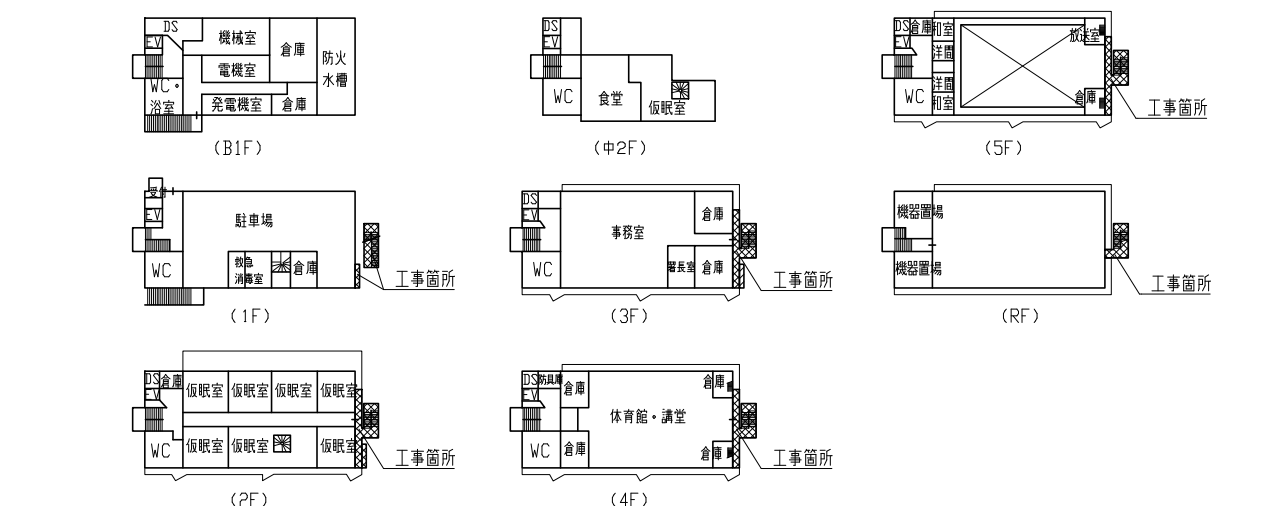 DS
EV
機械室
倉庫
防火
水槽
電機室
WC・
浴室
発電機室
倉庫
(B1F)
DS
EV
WC
食堂
仮眠室
(中2F)
DS
倉庫
和室
EV
洋間
放送室
洋間
WC
和室
倉庫
工事箇所
(5F)
受付
EV
駐車場
WC
救急
消毒室
倉庫
工事箇所
(1F)
DS
EV
事務室
倉庫
WC
署長室
倉庫
工事箇所
(3F)
機器置場
機器置場
工事箇所
(RF)
DS
倉庫
EV
仮眠室
仮眠室
仮眠室
仮眠室
WC
仮眠室
仮眠室
仮眠室
工事箇所
(2F)
DS
防具庫
EV
倉庫
倉庫
体育館・講堂
WC
倉庫
倉庫
工事箇所
(4F)